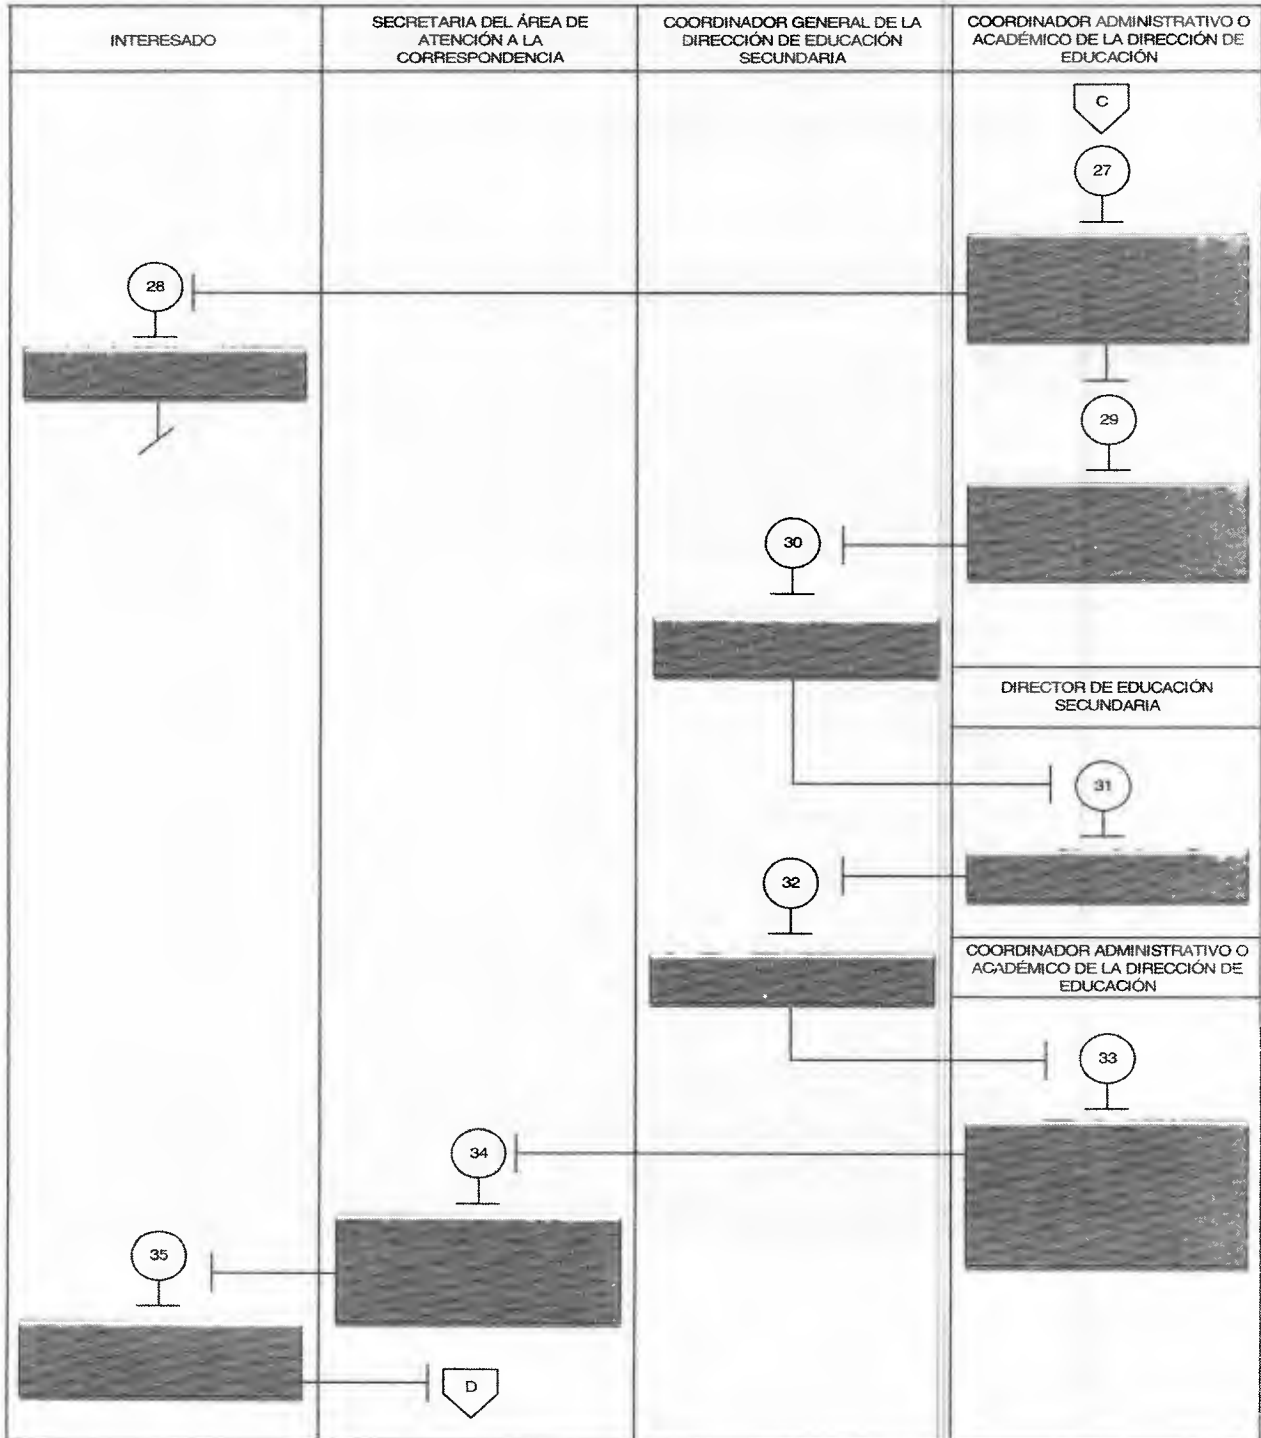 INTERESADO
SECRETARIA DEL ÁREA DE
ATENCIÓN A LA
CORRESPONDENCIA
COORDINADOR GENERAL DE LA
DIRECCIÓN DE EDUCACIÓN
SECUNDARIA
COORDINADOR ADMINISTRATIVO O
ACADÉMICO DE LA DIRECCIÓN DE
EDUCACIÓN
C
27
28
29
30
DIRECTOR DE EDUCACIÓN
SECUNDARIA
31
32
COORDINADOR ADMINISTRATIVO O
ACADÉMICO DE LA DIRECCIÓN DE
EDUCACIÓN
33
34
35
D